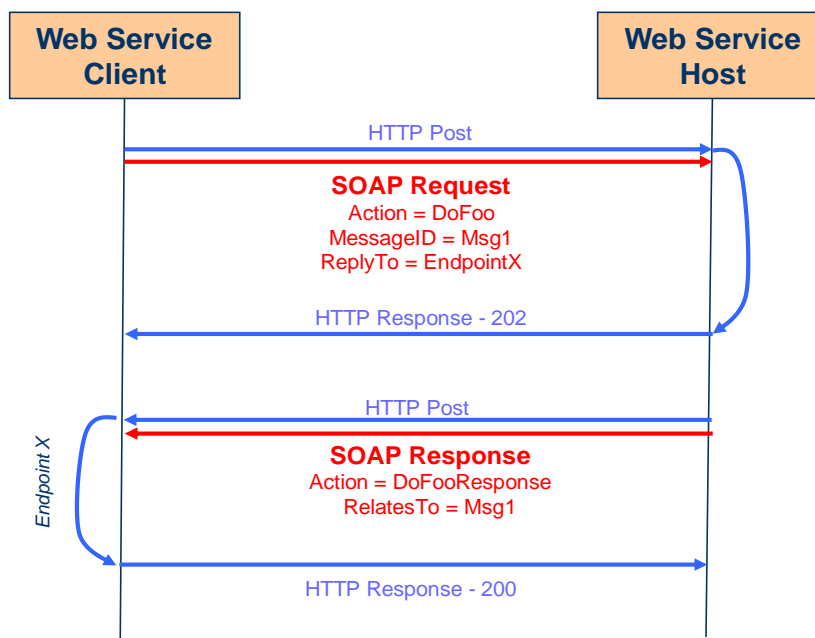 Web Service
Client
Web Service
Host
HTTP Post
SOAP Request
Action = DoFoo
MessageID = Msg1
ReplyTo = EndpointX
HTTP Response - 202
HTTP Post
SOAP Response
Action = DoFooResponse
RelatesTo = Msg1
Endpoint X
HTTP Response - 200